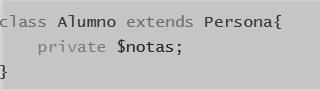 class Alumno extends Persona{
    private $notas;
}